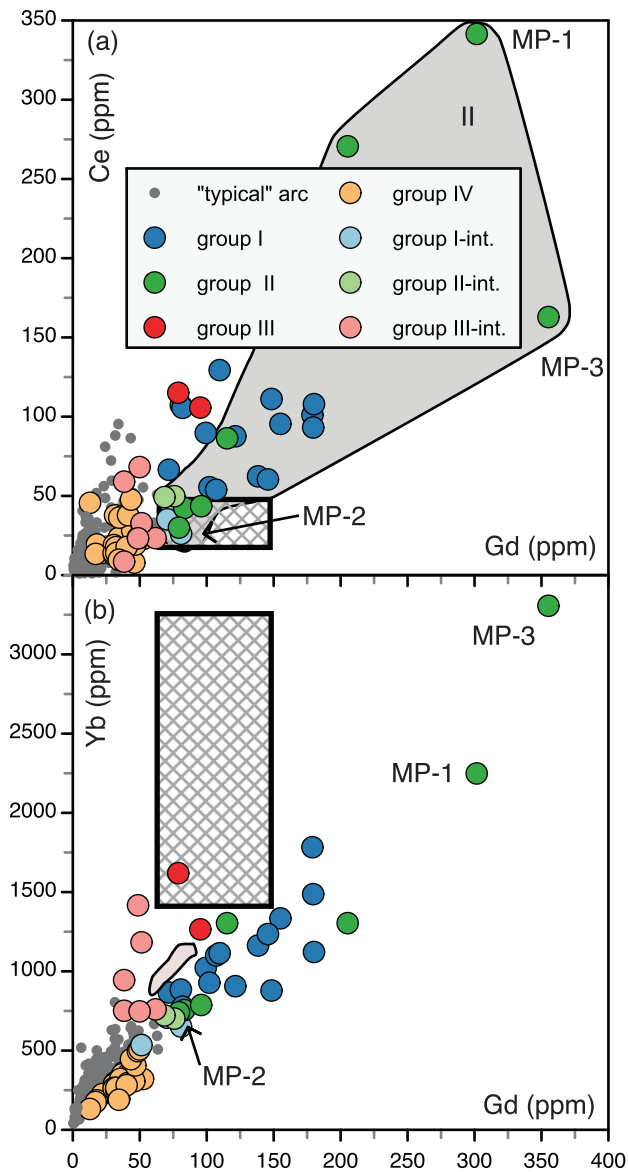 (a)
MP-1
II
Ce (ppm)
350
300
250
200
150
100
50
0
"typical" arc
group IV
group I
group I-int.
group II
group II-int.
group III
group III-int.
MP-3
MP-2
Gd (ppm)
(b)
Yb (ppm)
3000
2500
2000
1500
1000
500
0
MP-3
MP-1
MP-2
Gd (ppm)
0 50 100 150 200 250 300 350 400